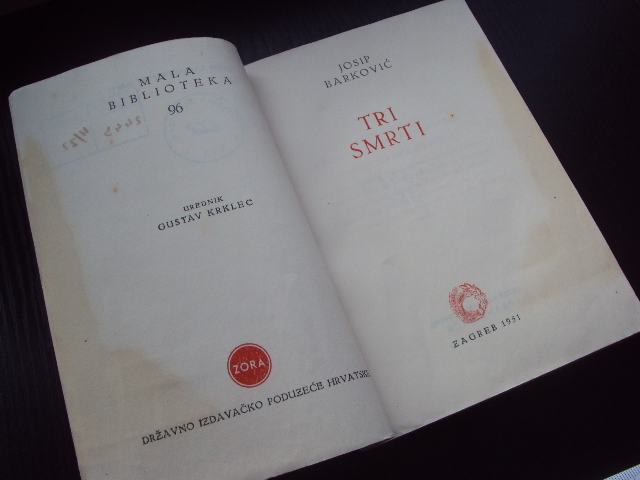 MALA
BIBLIOTEKA
96
UREDNIK
GUSTAV KRKLEC
ZORA
DRŽAVNO IZDAVAČKO PODUZEĆE HRVATSKE
JOSIP
BARKOVIĆ
TRI
SMRTI
ZAGREB 1951